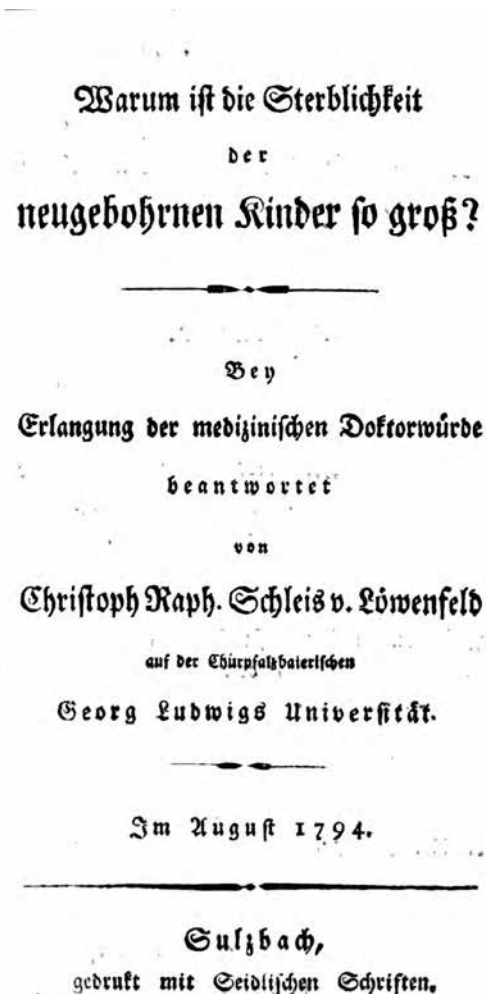 Warum ist die Sterblichkeit
der
neugebohrnen Kinder so groß?
Bey
Erlangung der medizinischen Doktorwürde
beantwortet
von
Christoph Raph. Schleis v. Löwenfeld
auf der Churpfalzbaierischen
Georg Ludwigs Universität.
Im August 1794.
Sulzbach,
gedrukt mit Seidlischen Schriften.